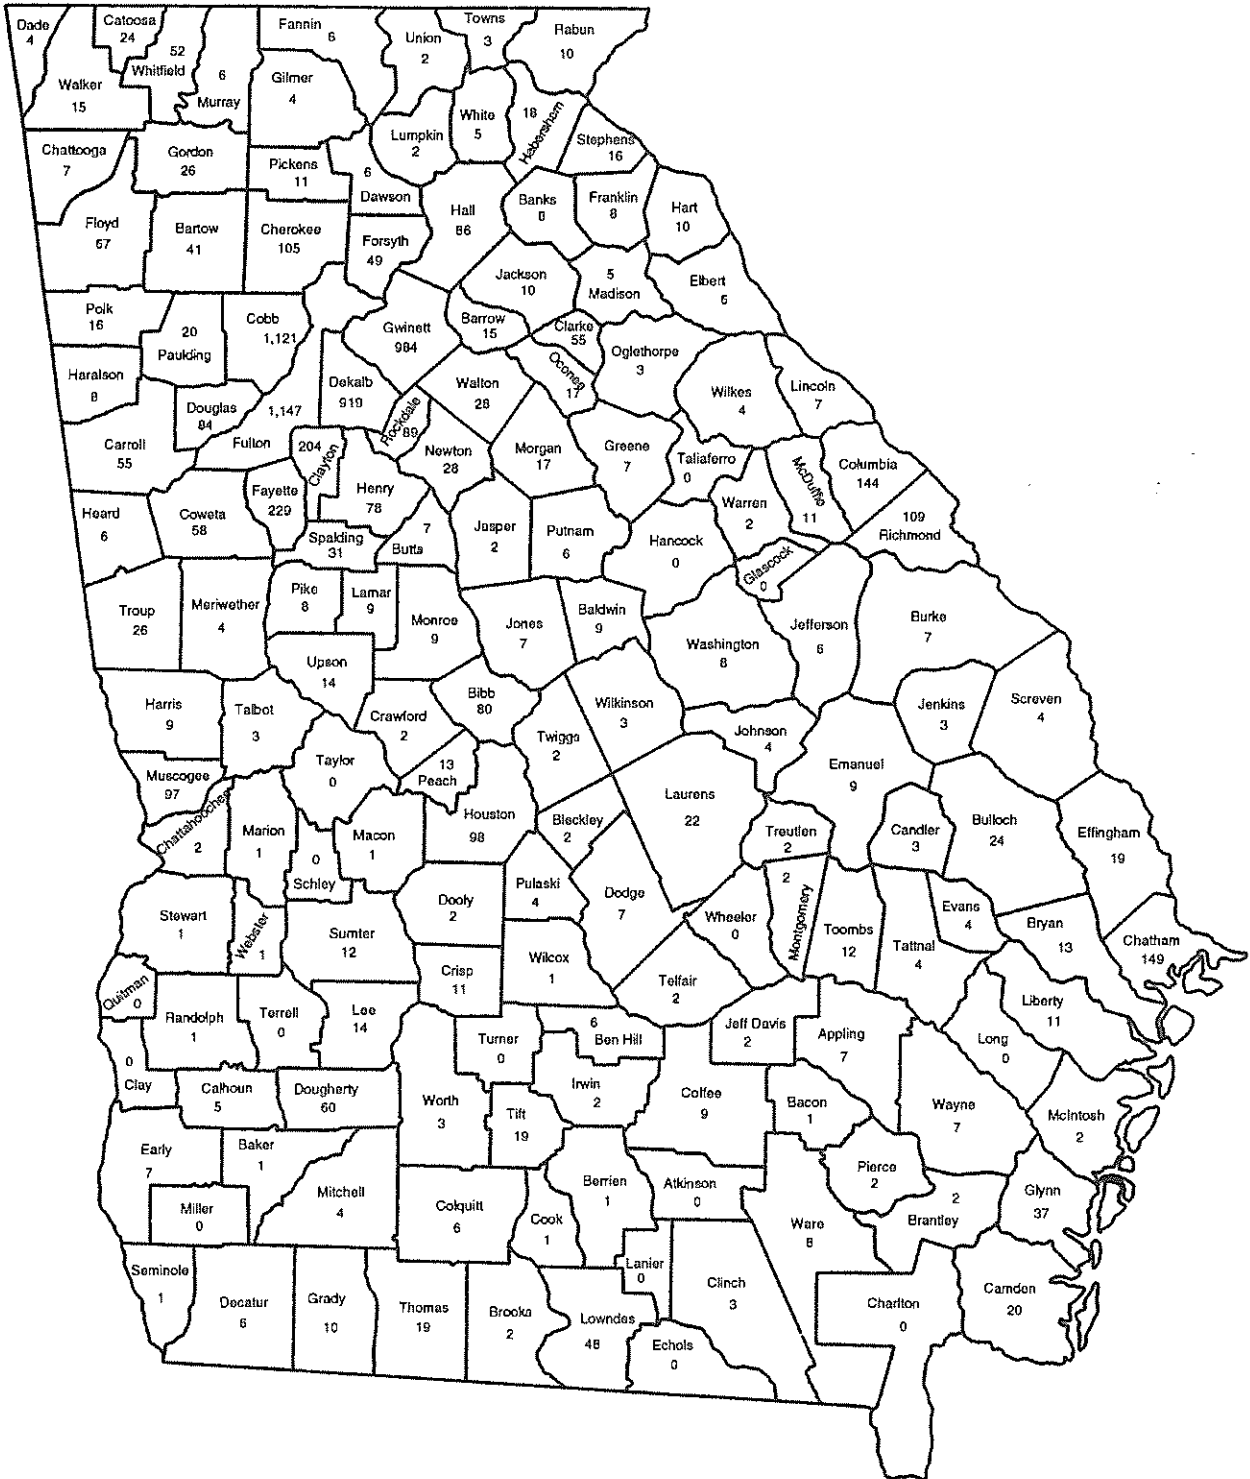 Dade
4
Catoosa
24
52
Whitfield
6
Murray
Fannin 6
Union
2
Towns
3
Rabun
10
Walker
15
Gilmer
4
Lumpkin
2
White
5
18
Habersham
Stephens
16
Chattooga
7
Gordon
26
Pickens
11
6
Dawson
Hall
86
Banks
Franklin
8
Hart
10
Floyd
67
Bartow
41
Cherokee
105
Forsyth
49
Jackson
10
5
Madison
Elbert
Polk
16
20
Paulding
Cobb
1,121
Gwinett
984
Barrow
15
Clarke
55
Oconee
17
Oglethorpe
3
Haralson
8
Douglas
84
1,147
Fulton
Dekalb
919
Rockdale
89
Walton
28
Wilkes
4
Lincoln
7
Carroll
55
204
Clayton
Newton
28
Morgan
17
Greene
7
Taliaferro
0
McDuffie
11
Columbia
144
Heard
6
Coweta
58
Fayette
229
Henry
78
Spalding
31
7
Butts
Jasper
2
Putnam
6
Hancock
0
Warren
2
109
Richmond
Glascock
0
Troup
26
Meriwether
4
Pike
8
Lamar
9
Monroe
9
Jones
7
Baldwin
9
Washington
8
Jefferson
6
Burke
7
Upson
14
Harris
9
Talbot
3
Crawford
2
Bibb
80
Twiggs
2
Wilkinson
3
Johnson
4
Jenkins
3
Screven
4
Muscogee
97
Taylor
0
13
Peach
Emanuel
9
Chattahoochee
2
Marion
1
0
Schley
Macon
1
Houston
98
Bleckley
2
Laurens
22
Treutlen
2
Candler
3
Bulloch
24
Effingham
19
Stewart
1
Webster
1
Sumter
12
Dooly
2
Pulaski
4
Dodge
7
Wheeler
0
2
Montgomery
Toombs
12
Tattnal
4
Evans
4
Bryan
13
Chatham
149
Quitman
0
Randolph
1
Terrell
0
Lee
14
Crisp
11
Wilcox
1
Telfair
2
Jeff Davis
2
Appling
7
Long
0
Liberty
11
0
Clay
Calhoun
5
Dougherty
60
Worth
3
Turner
0
6
Ben Hill
Irwin
2
Tift
19
Coffee
9
Bacon
1
Wayne
7
McIntosh
2
Early
7
Baker
1
Miller
0
Mitchell
4
Colquitt
6
Cook
1
Berrien
1
Atkinson
0
Ware
8
Pierce
2
2
Brantley
Glynn
37
Seminole
1
Decatur
6
Grady
10
Thomas
19
Brooks
2
Lowndes
48
Lanier
0
Echols
0
Clinch
3
Charlton
0
Camden
20